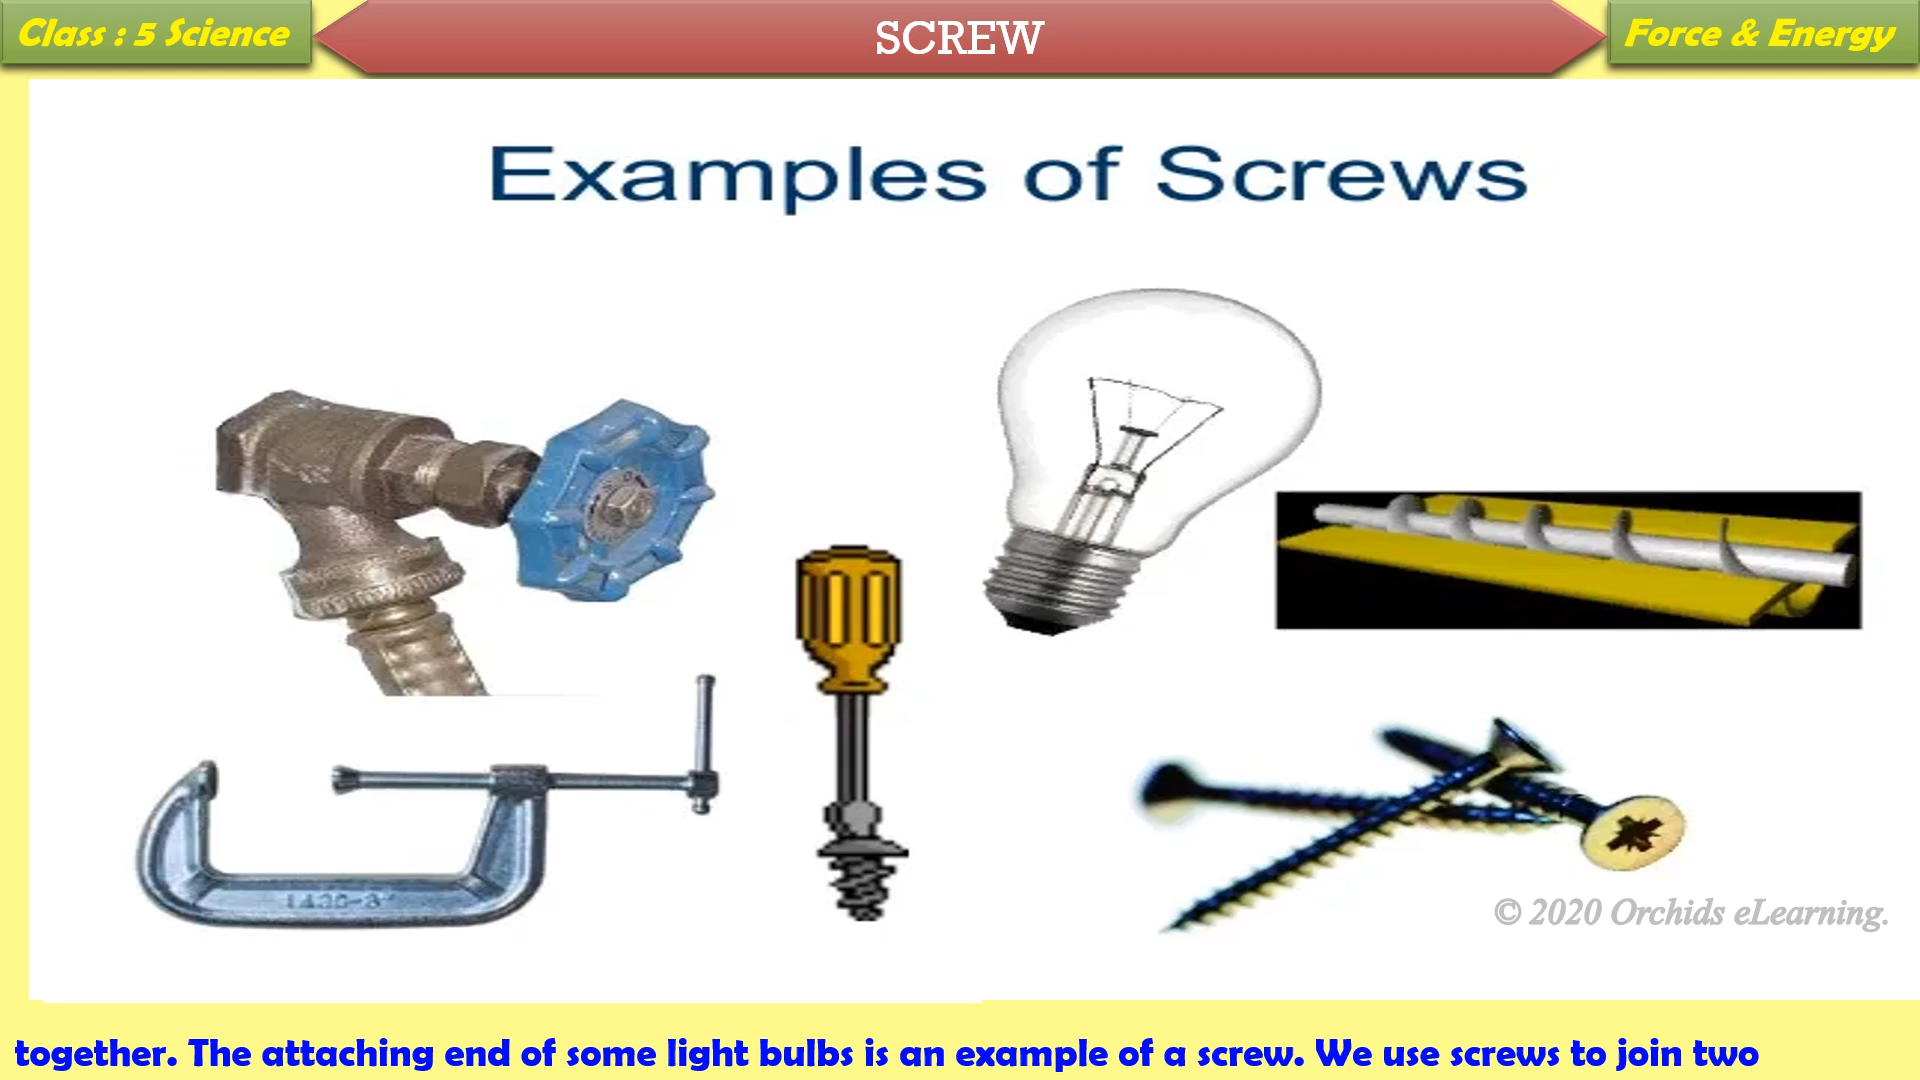 Class : 5 Science
SCREW
Force & Energy
Examples of Screws
© 2020 Orchids eLearning.
together. The attaching end of some light bulbs is an example of a screw. We use screws to join two